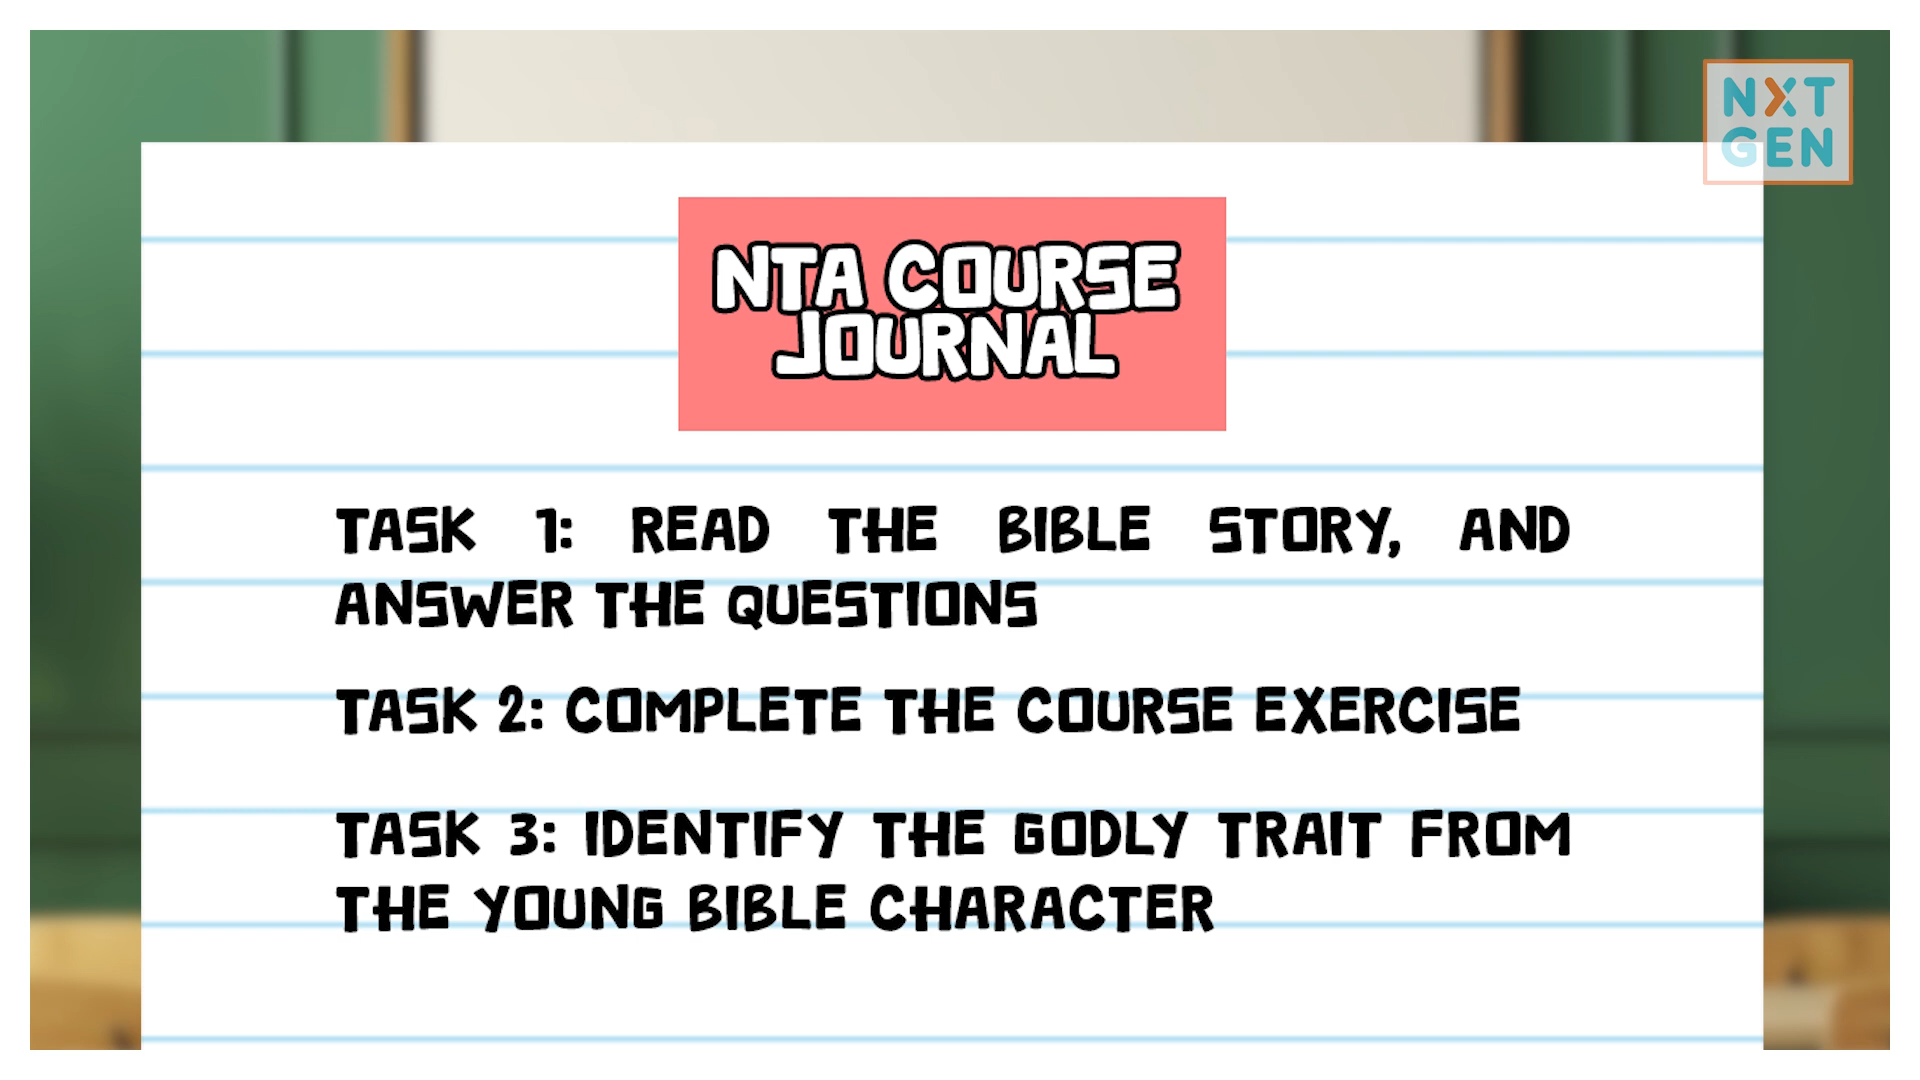 NXT
GEN
NTA COURSE
JOURNAL
TASK 1: READ THE BIBLE STORY, AND
ANSWER THE QUESTIONS
TASK 2: COMPLETE THE COURSE EXERCISE
TASK 3: IDENTIFY THE GODLY TRAIT FROM
THE YOUNG BIBLE CHARACTER